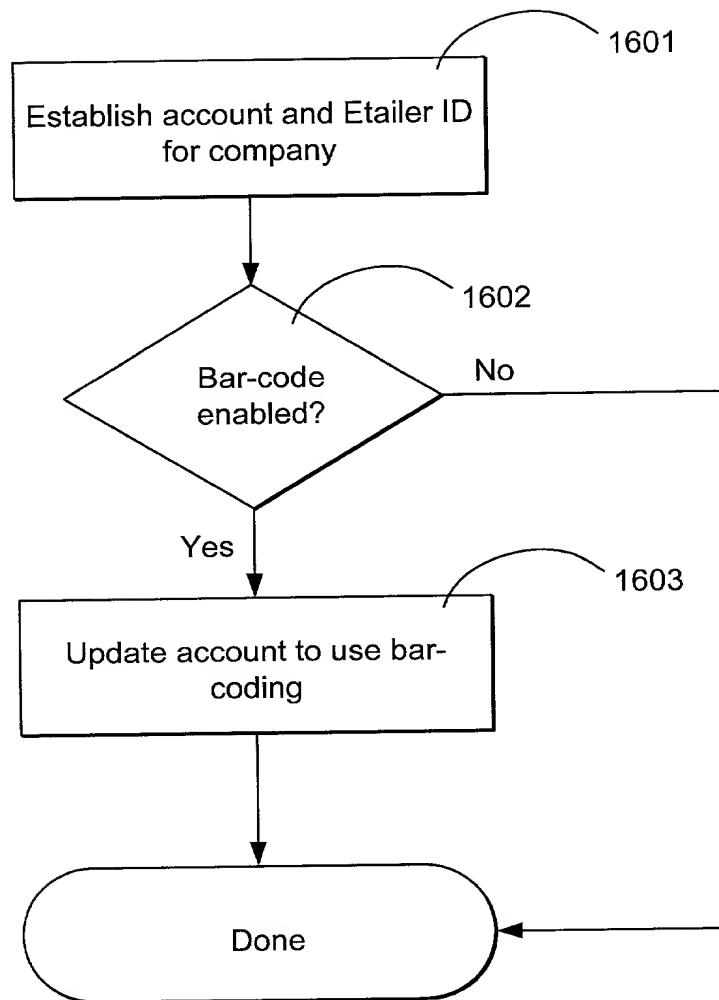 1601
Establish account and Etailer ID
for company
1602
Bar-code
enabled?
No
Yes
1603
Update account to use bar-
coding
Done